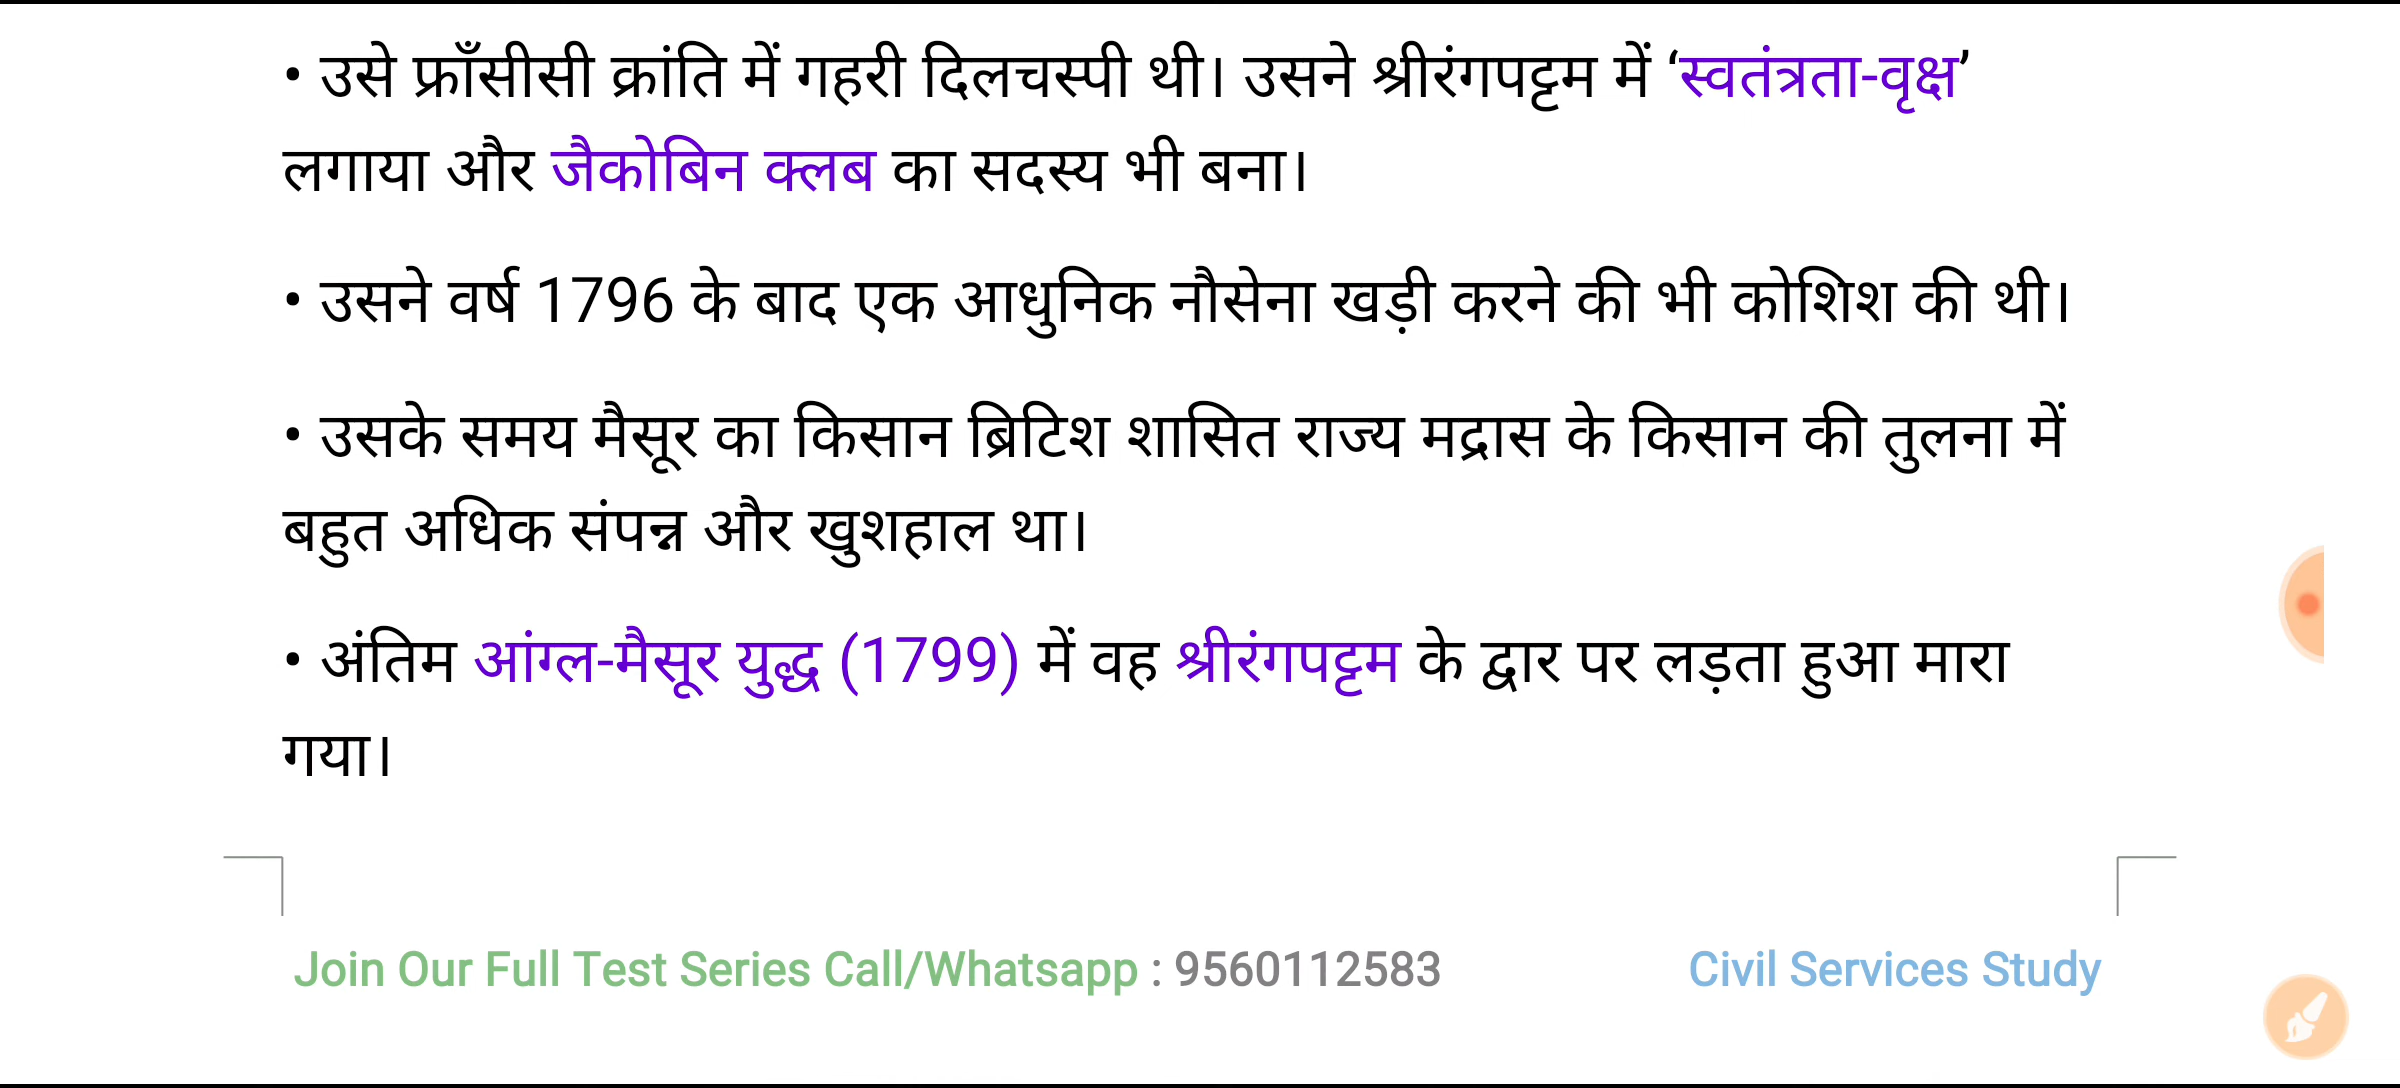 • उसे फ्राँसीसी क्रांति में गहरी दिलचस्पी थी। उसने श्रीरंगपट्टम में ‘स्वतंत्रता-वृक्ष’
लगाया और जैकोबिन क्लब का सदस्य भी बना।
• उसने वर्ष 1796 के बाद एक आधुनिक नौसेना खड़ी करने की भी कोशिश की थी।
• उसके समय मैसूर का किसान ब्रिटिश शासित राज्य मद्रास के किसान की तुलना में
बहुत अधिक संपन्न और खुशहाल था।
• अंतिम आंग्ल-मैसूर युद्ध (1799) में वह श्रीरंगपट्टम के द्वार पर लड़ता हुआ मारा
गया।
Join Our Full Test Series Call/Whatsapp : 9560112583 Civil Services Study